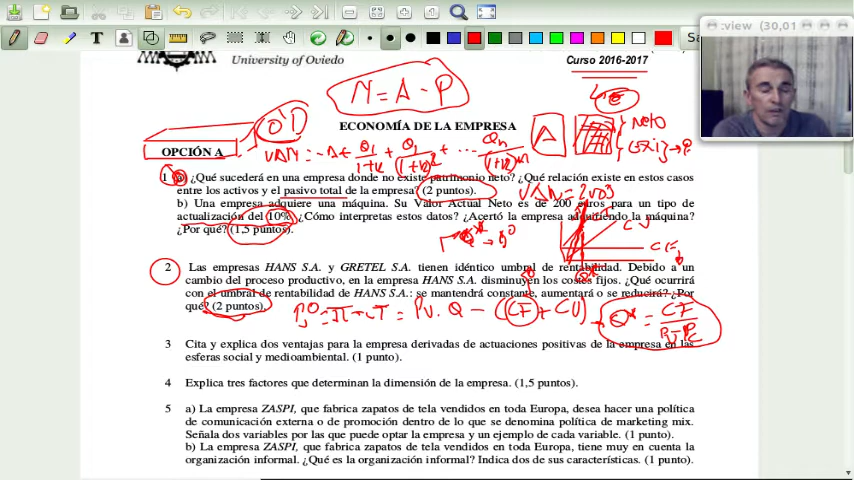 :view (30,01
University of Oviedo
Curso 2016-2017
N = A - P
0'5
ECONOMÍA DE LA EMPRESA
OPCIÓN A
A
Neto
1 a) ¿Qué sucederá en una empresa donde no existe patrimonio neto? ¿Qué relación existe en estos casos
entre los activos y el pasivo total de la empresa? (2 puntos).
b) Una empresa adquiere una máquina. Su Valor Actual Neto es de 200 euros para un tipo de
actualización del 10% ¿Cómo interpretas estos datos? ¿Acertó la empresa adquiriendo la máquina?
¿Por qué? (1,5 puntos).
CV
CF
2 Las empresas HANS S.A. y GRETEL S.A. tienen idéntico umbral de rentabilidad. Debido a un
cambio del proceso productivo, en la empresa HANS S.A. disminuyen los costes fijos. ¿Qué ocurrirá
con el umbral de rentabilidad de HANS S.A.: se mantendrá constante, aumentará o se reducirá? ¿Por
qué? (2 puntos).
3 Cita y explica dos ventajas para la empresa derivadas de actuaciones positivas de la empresa en las
esferas social y medioambiental. (1 punto).
4 Explica tres factores que determinan la dimensión de la empresa. (1,5 puntos).
5 a) La empresa ZASPI, que fabrica zapatos de tela vendidos en toda Europa, desea hacer una política
de comunicación externa o de promoción dentro de lo que se denomina política de marketing mix.
Señala dos variables por las que puede optar la empresa y un ejemplo de cada variable. (1 punto).
b) La empresa ZASPI, que fabrica zapatos de tela vendidos en toda Europa, tiene muy en cuenta la
organización informal. ¿Qué es la organización informal? Indica dos de sus características. (1 punto).